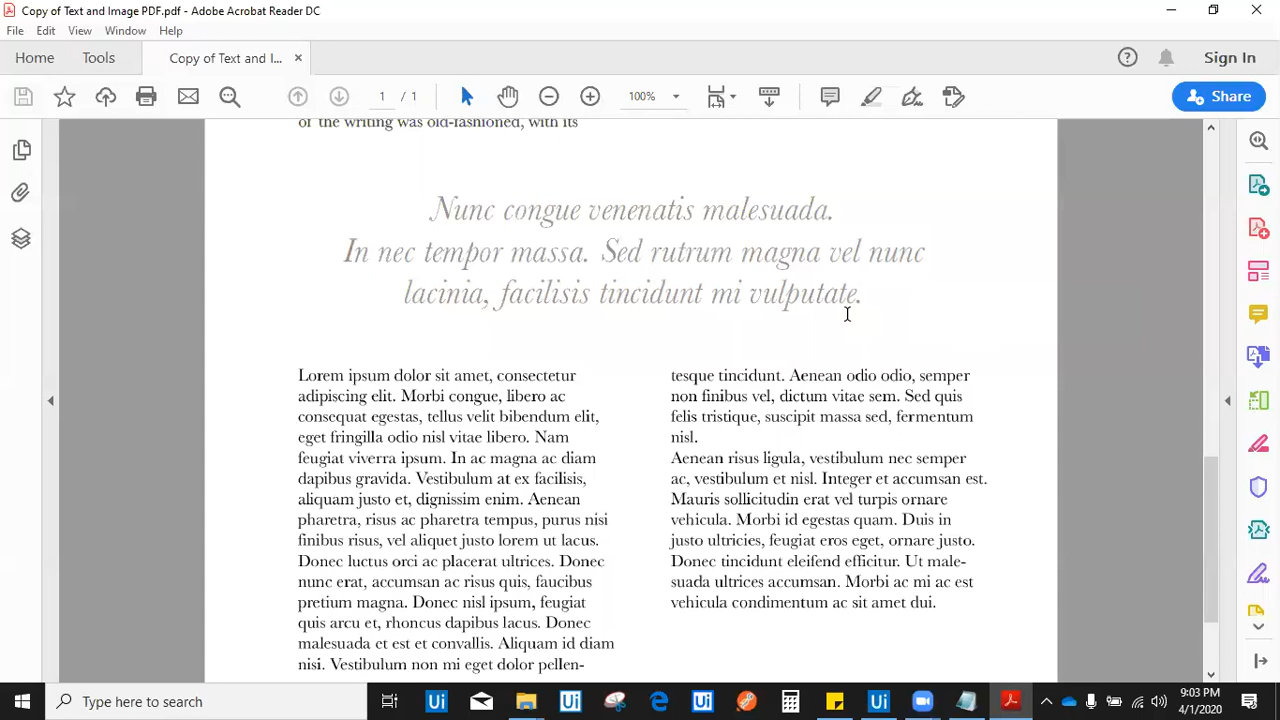 Copy of Text and Image PDF.pdf - Adobe Acrobat Reader DC
File Edit View Window Help
Home Tools Copy of Text and I... Sign In
1 / 1 100% Share
of the writing was old-fashioned, with its
Nunc congue venenatis malesuada.
In nec tempor massa. Sed rutrum magna vel nunc
lacinia, facilisis tincidunt mi vulputate.
Lorem ipsum dolor sit amet, consectetur
adipiscing elit. Morbi congue, libero ac
consequat egestas, tellus velit bibendum elit,
eget fringilla odio nisl vitae libero. Nam
feugiat viverra ipsum. In ac magna ac diam
dapibus gravida. Vestibulum at ex facilisis,
aliquam justo et, dignissim enim. Aenean
pharetra, risus ac pharetra tempus, purus nisi
finibus risus, vel aliquet justo lorem ut lacus.
Donec luctus orci ac placerat ultrices. Donec
nunc erat, accumsan ac risus quis, faucibus
pretium magna. Donec nisl ipsum, feugiat
quis arcu et, rhoncus dapibus lacus. Donec
malesuada et est et convallis. Aliquam id diam
nisi. Vestibulum non mi eget dolor pellen-
tesque tincidunt. Aenean odio odio, semper
non finibus vel, dictum vitae sem. Sed quis
felis tristique, suscipit massa sed, fermentum
nisl.
Aenean risus ligula, vestibulum nec semper
ac, vestibulum et nisl. Integer et accumsan est.
Mauris sollicitudin erat vel turpis ornare
vehicula. Morbi id egestas quam. Duis in
justo ultricies, feugiat eros eget, ornare justo.
Donec tincidunt eleifend efficitur. Ut male-
suada ultrices accumsan. Morbi ac mi ac est
vehicula condimentum ac sit amet dui.
Type here to search
Ui Ui Ui Ui
9:03 PM
4/1/2020